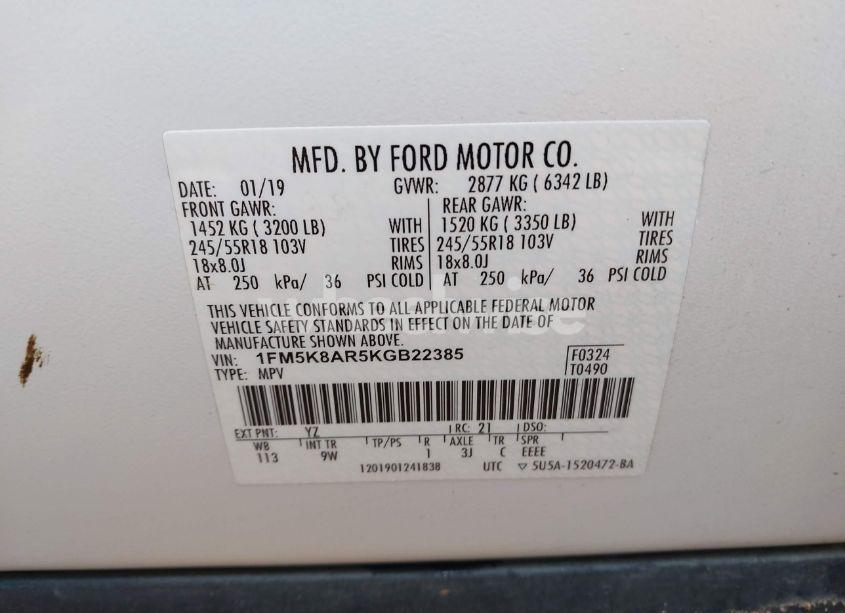 MFD. BY FORD MOTOR CO.
DATE: 01/19 GVWR: 2877 KG ( 6342 LB)
FRONT GAWR: REAR GAWR:
1452 KG ( 3200 LB) WITH 1520 KG ( 3350 LB) WITH
245/55R18 103V TIRES 245/55R18 103V TIRES
18x8.0J RIMS 18x8.0J RIMS
AT 250 kPa/ 36 PSI COLD AT 250 kPa/ 36 PSI COLD
THIS VEHICLE CONFORMS TO ALL APPLICABLE FEDERAL MOTOR
VEHICLE SAFETY STANDARDS IN EFFECT ON THE DATE OF
MANUFACTURE SHOWN ABOVE.
VIN: 1FM5K8AR5KGB22385 F0324
TYPE: MPV T0490
EXT PNT: YZ RC: 21 DSO:
WB INT TR TP/PS R AXLE TR SPR
113 9W 1 3J C EEEE
1201901241838 UTC ▽ 5U5A-1520472-BA